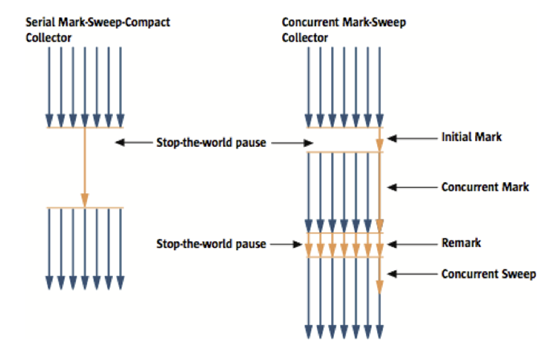 Serial Mark-Sweep-Compact
Collector
Concurrent Mark-Sweep
Collector
Stop-the-world pause
Initial Mark
Concurrent Mark
Stop-the-world pause
Remark
Concurrent Sweep